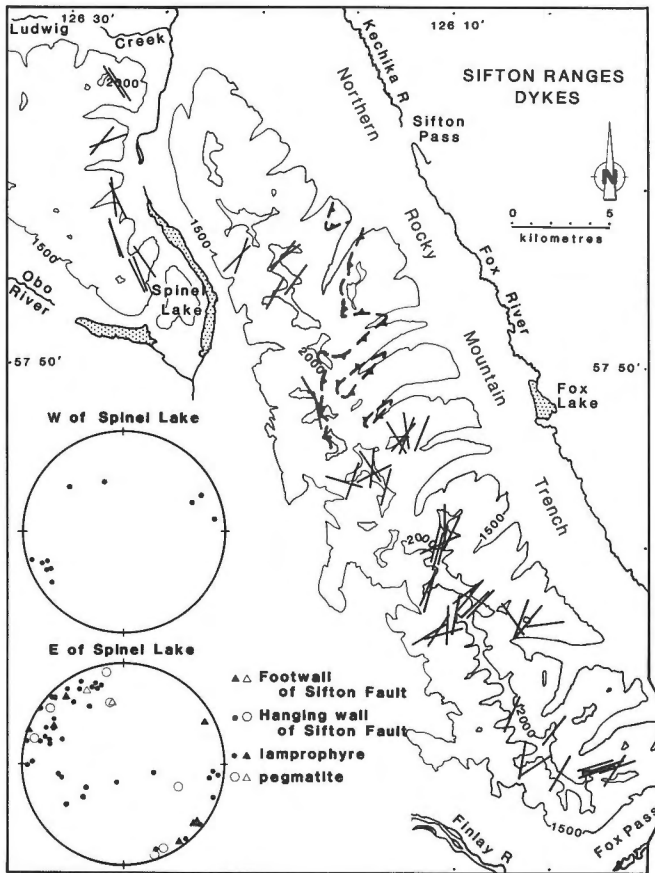 126 30'
126 10'
Ludwig
Creek
2000
Kechika R
SIFTON RANGES
DYKES
Northern
Sifton
Pass
N
0 5
kilometres
1500
1500
Rocky
Fox River
Obo
River
Spinel
Lake
57 50'
57 50'
2000
Mountain
Fox
Lake
W of Spinel Lake
Trench
1500
2000
E of Spinel Lake
Footwall
of Sifton Fault
Hanging wall
of Sifton Fault
lamprophyre
pegmatite
2000
1500
Finlay R
Fox Pass